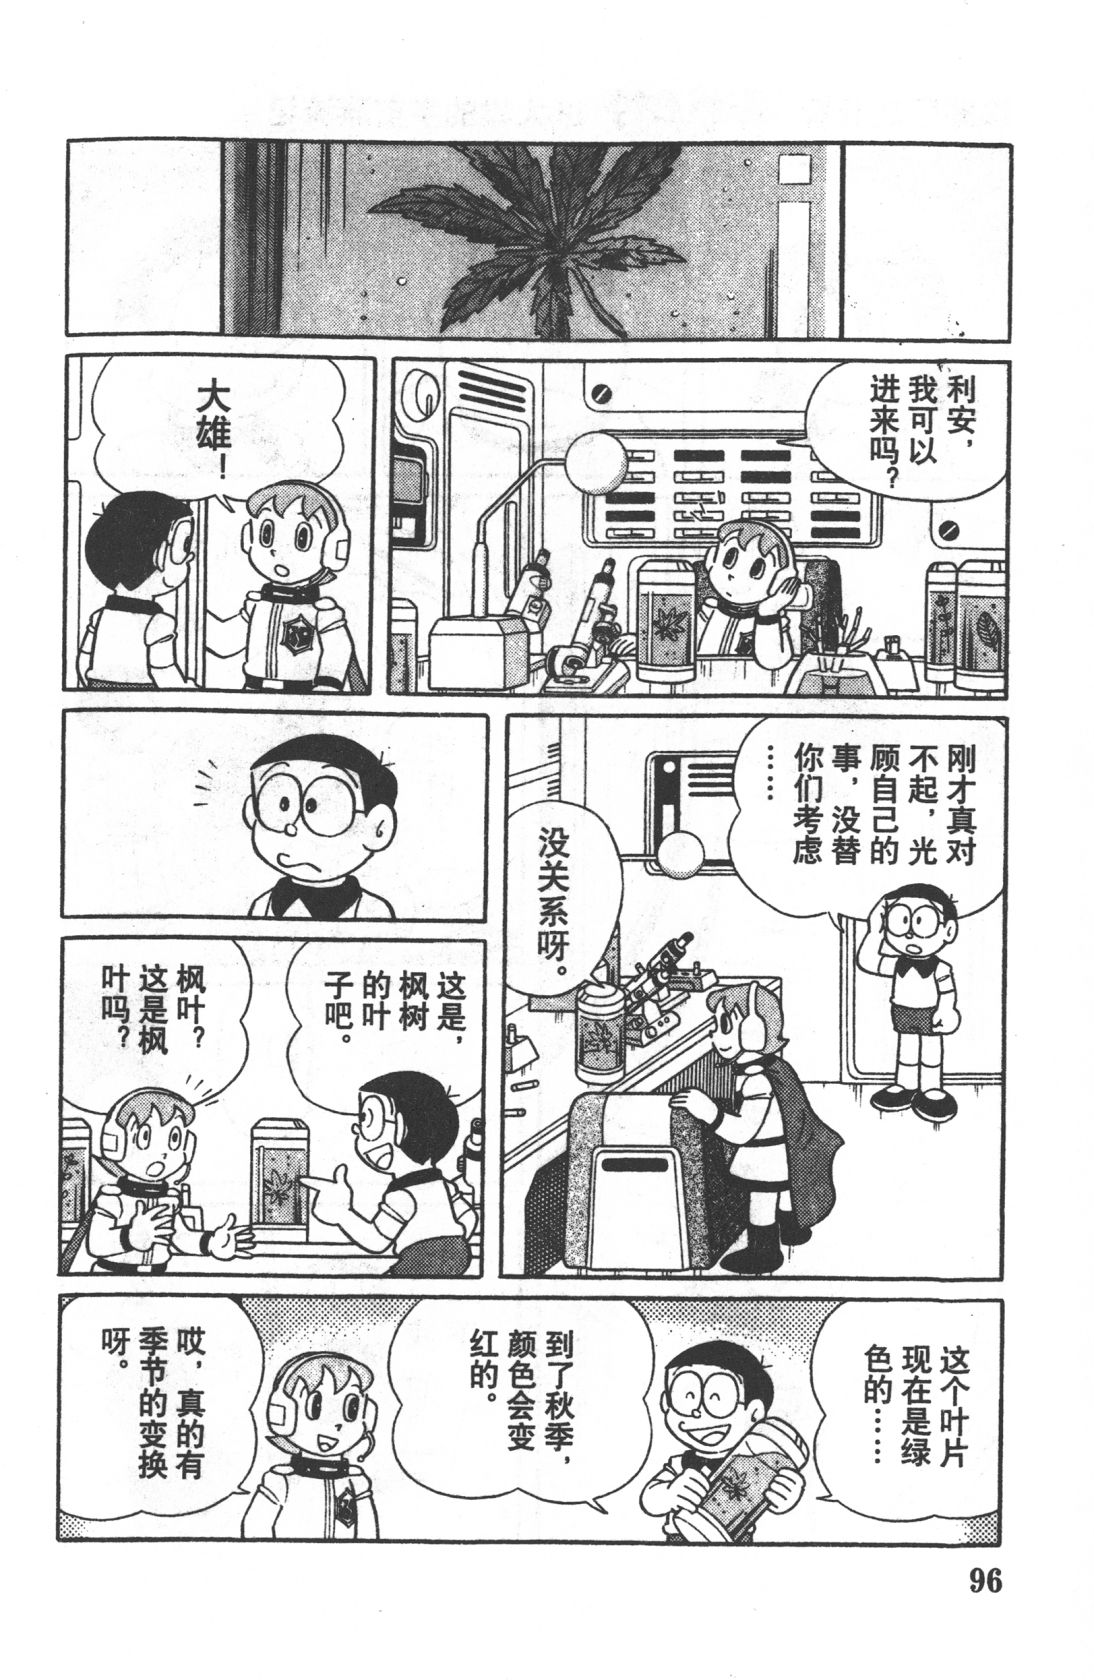 利安，
我可以
进来吗？
大雄！
刚才真对
不起，光
顾自己的
事，没替
你们考虑
……
没关系呀。
这是，
枫树
的叶
子吧。
枫叶？
这是枫
叶吗？
这个叶片
现在是绿
色的……
到了秋季，
颜色会变
红的。
哎，真的有
季节的变换
呀。
96